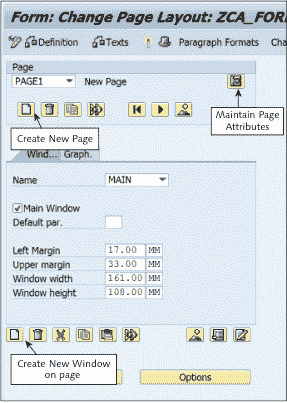 Form: Change Page Layout: ZCA_FOR
Definition Texts Paragraph Formats Cha
Page
PAGE1 New Page
Create New Page
Maintain Page
Attributes
Wind... Graph.
Name MAIN
Main Window
Default par.
Left Margin 17.00 MM
Upper margin 33.00 MM
Window width 161.00 MM
Window height 108.00 MM
Create New Window
on page
Options